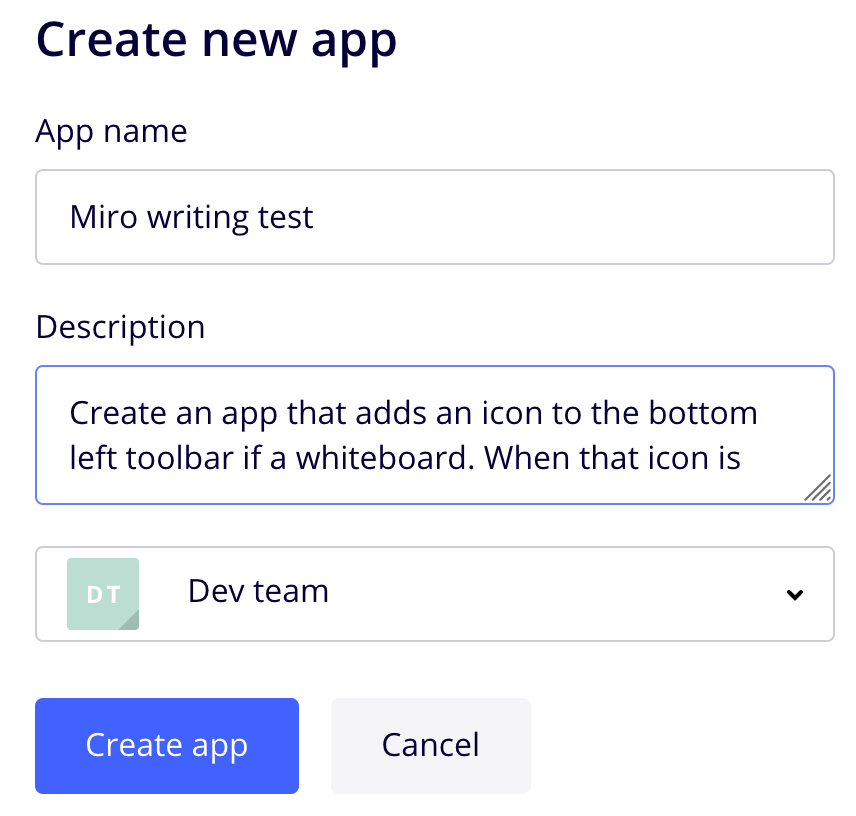 Create new app
App name
Miro writing test
Description
Create an app that adds an icon to the bottom
left toolbar if a whiteboard. When that icon is
DT
Dev team
Create app
Cancel